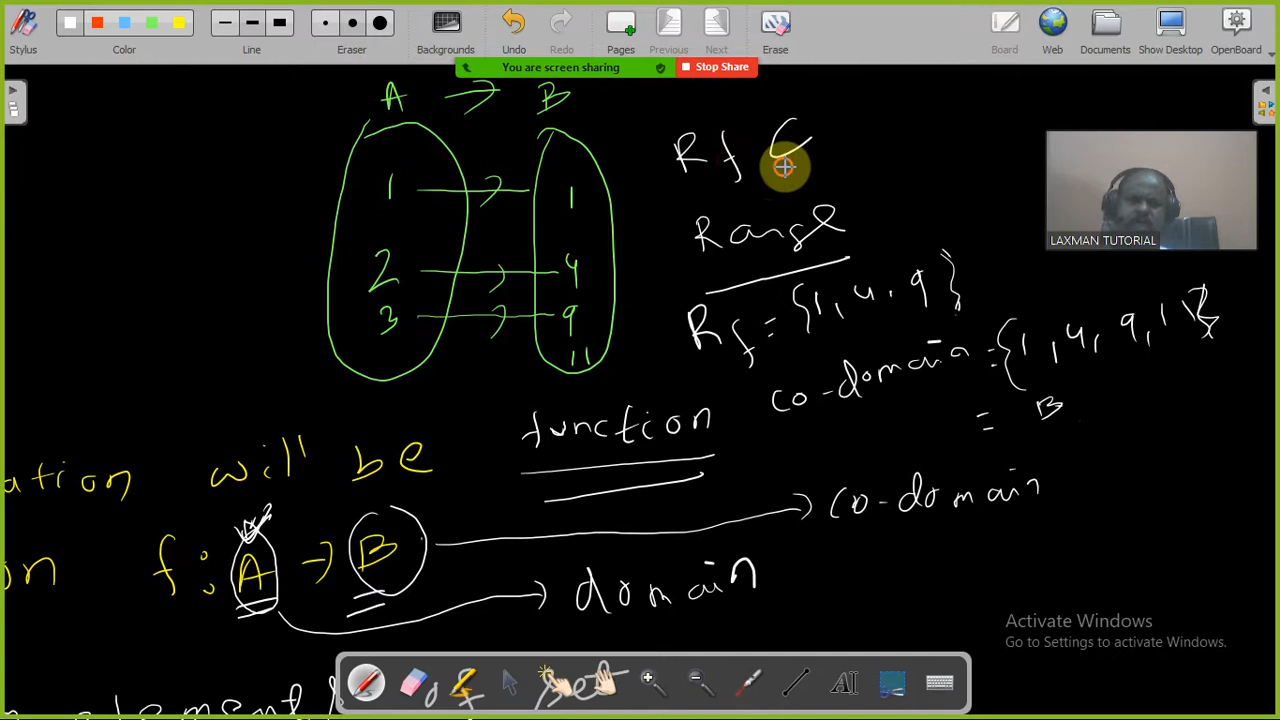 Stylus
Color
Line
Eraser
Backgrounds
Undo
Redo
Pages
Previous
Next
Erase
Board
Web
Documents
Show Desktop
OpenBoard
You are screen sharing
Stop Share
A → B
1 → 1
2 → 4
3 → 9
11
Rf
Range
Rf = {1, 4, 9}
co-domain = {1, 4, 9, 11}
= B
function
ation will be
on f: A → B
co-domain
domain
of set
LAXMAN TUTORIAL
Activate Windows
Go to Settings to activate Windows.